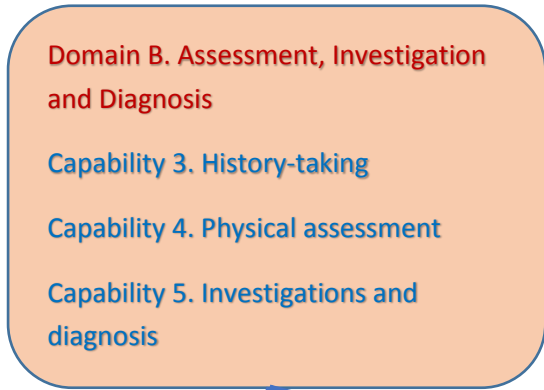 Domain B. Assessment, Investigation
and Diagnosis
Capability 3. History-taking
Capability 4. Physical assessment
Capability 5. Investigations and
diagnosis